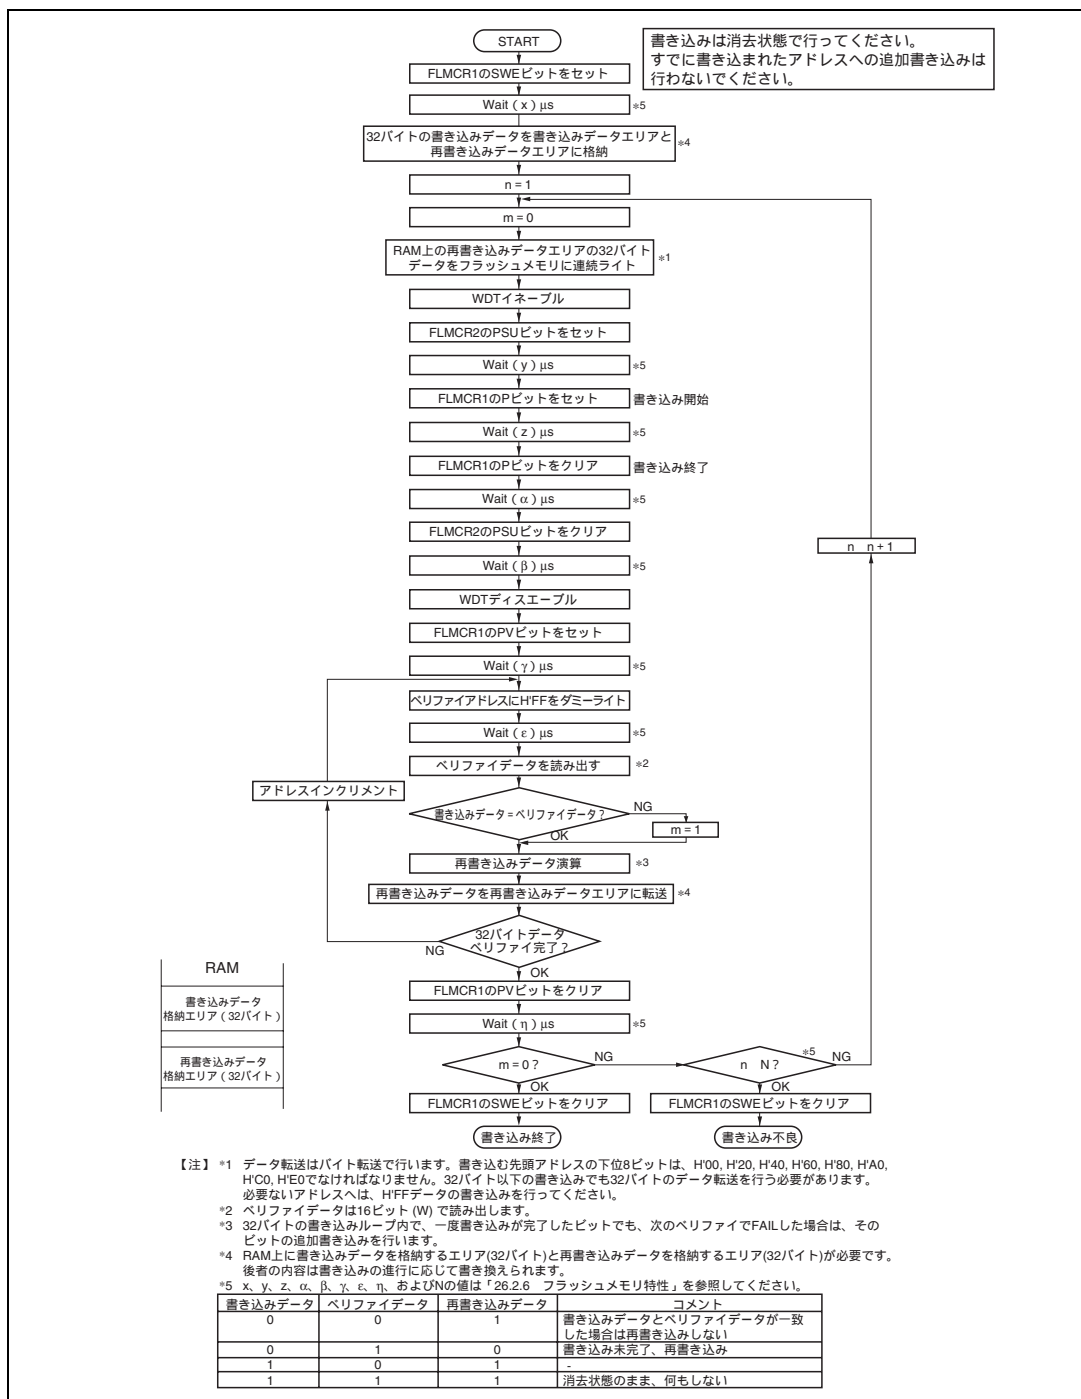 START
書き込みは消去状態で行ってください。
すでに書き込まれたアドレスへの追加書き込みは
行わないでください。
FLMCR1のSWEビットをセット
Wait ( x ) µs *5
32バイトの書き込みデータを書き込みデータエリアと
再書き込みデータエリアに格納 *4
n = 1
m = 0
RAM上の再書き込みデータエリアの32バイト
データをフラッシュメモリに連続ライト *1
WDTイネーブル
FLMCR2のPSUビットをセット
Wait ( y ) µs *5
FLMCR1のPビットをセット 書き込み開始
Wait ( z ) µs *5
FLMCR1のPビットをクリア 書き込み終了
Wait ( α ) µs *5
FLMCR2のPSUビットをクリア
n n + 1
Wait ( β ) µs *5
WDTディスエーブル
FLMCR1のPVビットをセット
Wait ( γ ) µs *5
ベリファイアドレスにH'FFをダミーライト
Wait ( ε ) µs *5
ベリファイデータを読み出す *2
アドレスインクリメント
書き込みデータ = ベリファイデータ ?
NG
m = 1
OK
再書き込みデータ演算 *3
再書き込みデータを再書き込みデータエリアに転送 *4
32バイトデータ
ベリファイ完了 ?
NG
OK
RAM
書き込みデータ
格納エリア ( 32バイト )
再書き込みデータ
格納エリア ( 32バイト )
FLMCR1のPVビットをクリア
Wait ( η ) µs *5
m = 0 ?
NG
n N ? *5
NG
OK
OK
FLMCR1のSWEビットをクリア
FLMCR1のSWEビットをクリア
書き込み終了
書き込み不良
【注】 *1 データ転送はバイト転送で行います。書き込む先頭アドレスの下位8ビットは、H'00, H'20, H'40, H'60, H'80, H'A0,
H'C0, H'E0でなければなりません。32バイト以下の書き込みでも32バイトのデータ転送を行う必要があります。
必要ないアドレスへは、H'FFデータの書き込みを行ってください。
*2 ベリファイデータは16ビット (W) で読み出します。
*3 32バイトの書き込みループ内で、一度書き込みが完了したビットでも、次のベリファイでFAILした場合は、その
ビットの追加書き込みを行います。
*4 RAM上に書き込みデータを格納するエリア(32バイト)と再書き込みデータを格納するエリア(32バイト)が必要です。
後者の内容は書き込みの進行に応じて書き換えられます。
*5 x、y、z、α、β、γ、ε、η、およびNの値は「26.2.6 フラッシュメモリ特性」を参照してください。
書き込みデータ ベリファイデータ 再書き込みデータ コメント
0 0 1 書き込みデータとベリファイデータが一致
した場合は再書き込みしない
0 1 0 書き込み未完了、再書き込み
1 0 1 -
1 1 1 消去状態のまま、何もしない